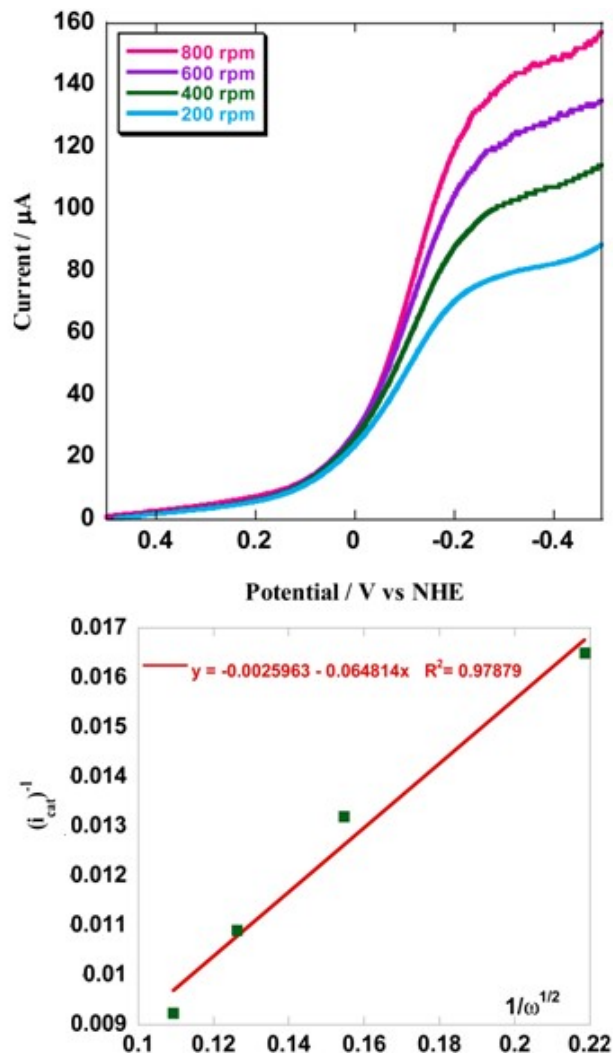 160
140
120
100
80
60
40
20
0
Current / µA
800 rpm
600 rpm
400 rpm
200 rpm
0.4 0.2 0 -0.2 -0.4
Potential / V vs NHE
0.017
0.016
0.015
0.014
0.013
0.012
0.011
0.01
0.009
(i_cat)^-1
y = -0.0025963 - 0.064814x R²= 0.97879
1/ω^1/2
0.1 0.12 0.14 0.16 0.18 0.2 0.22